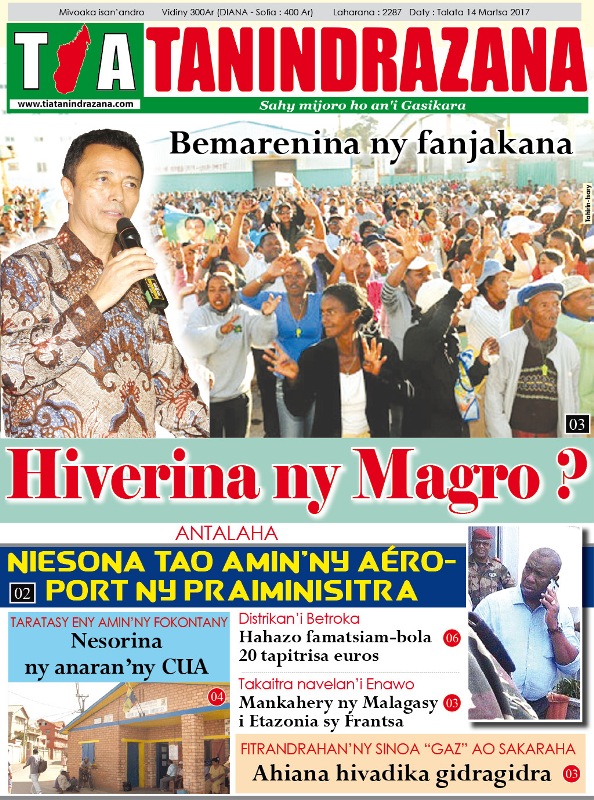 Mivoaka isan'andro Vidiny 300Ar (DIANA - Sofia : 400 Ar) Laharana : 2287 Daty : Talata 14 Martsa 2017
TIA TANINDRAZANA
www.tiatanindrazana.com
Sahy mijoro ho an'i Gasikara
Bemarenina ny fanjakana
03
Hiverina ny Magro ?
ANTALAHA
NIESONA TAO AMIN'NY AÉRO-
02 PORT NY PRAIMINISITRA
TARATASY ENY AMIN'NY FOKONTANY
Nesorina
ny anaran'ny CUA
04
Distrikan'i Betroka
Hahazo famatsiam-bola
20 tapitrisa euros
06
Takaitra navelan'i Enawo
Mankahery ny Malagasy
i Etazonia sy Frantsa
03
FITRANDRAHAN'NY SINOA “GAZ” AO SAKARAHA
Ahiana hivadika gidragidra
03